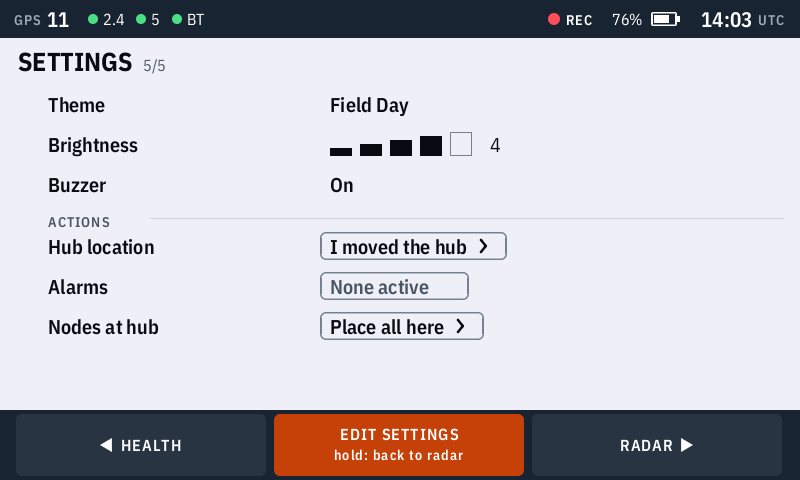 GPS 11 2.4 5 BT REC 76% 14:03 UTC
SETTINGS 5/5
Theme Field Day
Brightness 4
Buzzer On
ACTIONS
Hub location I moved the hub
Alarms None active
Nodes at hub Place all here
HEALTH
EDIT SETTINGS
hold: back to radar
RADAR